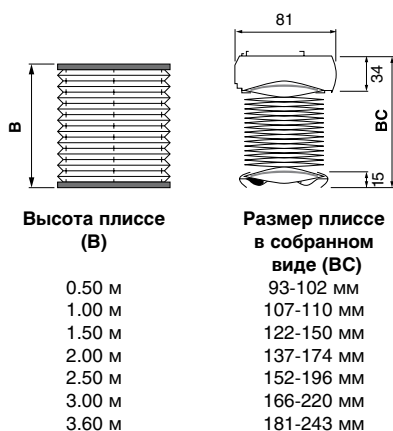 81
34
B
BC
15
Высота плиссе
(B)
Размер плиссе
в собранном
виде (BC)
0.50 м 93-102 мм
1.00 м 107-110 мм
1.50 м 122-150 мм
2.00 м 137-174 мм
2.50 м 152-196 мм
3.00 м 166-220 мм
3.60 м 181-243 мм